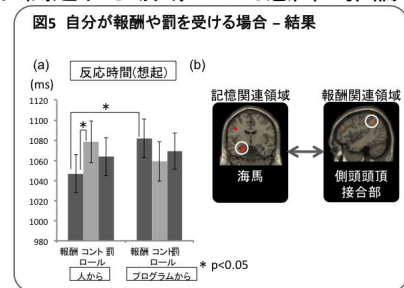 図5 自分が報酬や罰を受ける場合 – 結果
(a)
反応時間(想起)
(b)
(ms)
1120
1100
1080
1060
1040
1020
1000
980
*
*
報酬 コント 罰
ロール
人から
報酬 コント罰
ロール
プログラムから
* p<0.05
記憶関連領域
報酬関連領域
海馬
側頭頭頂
接合部